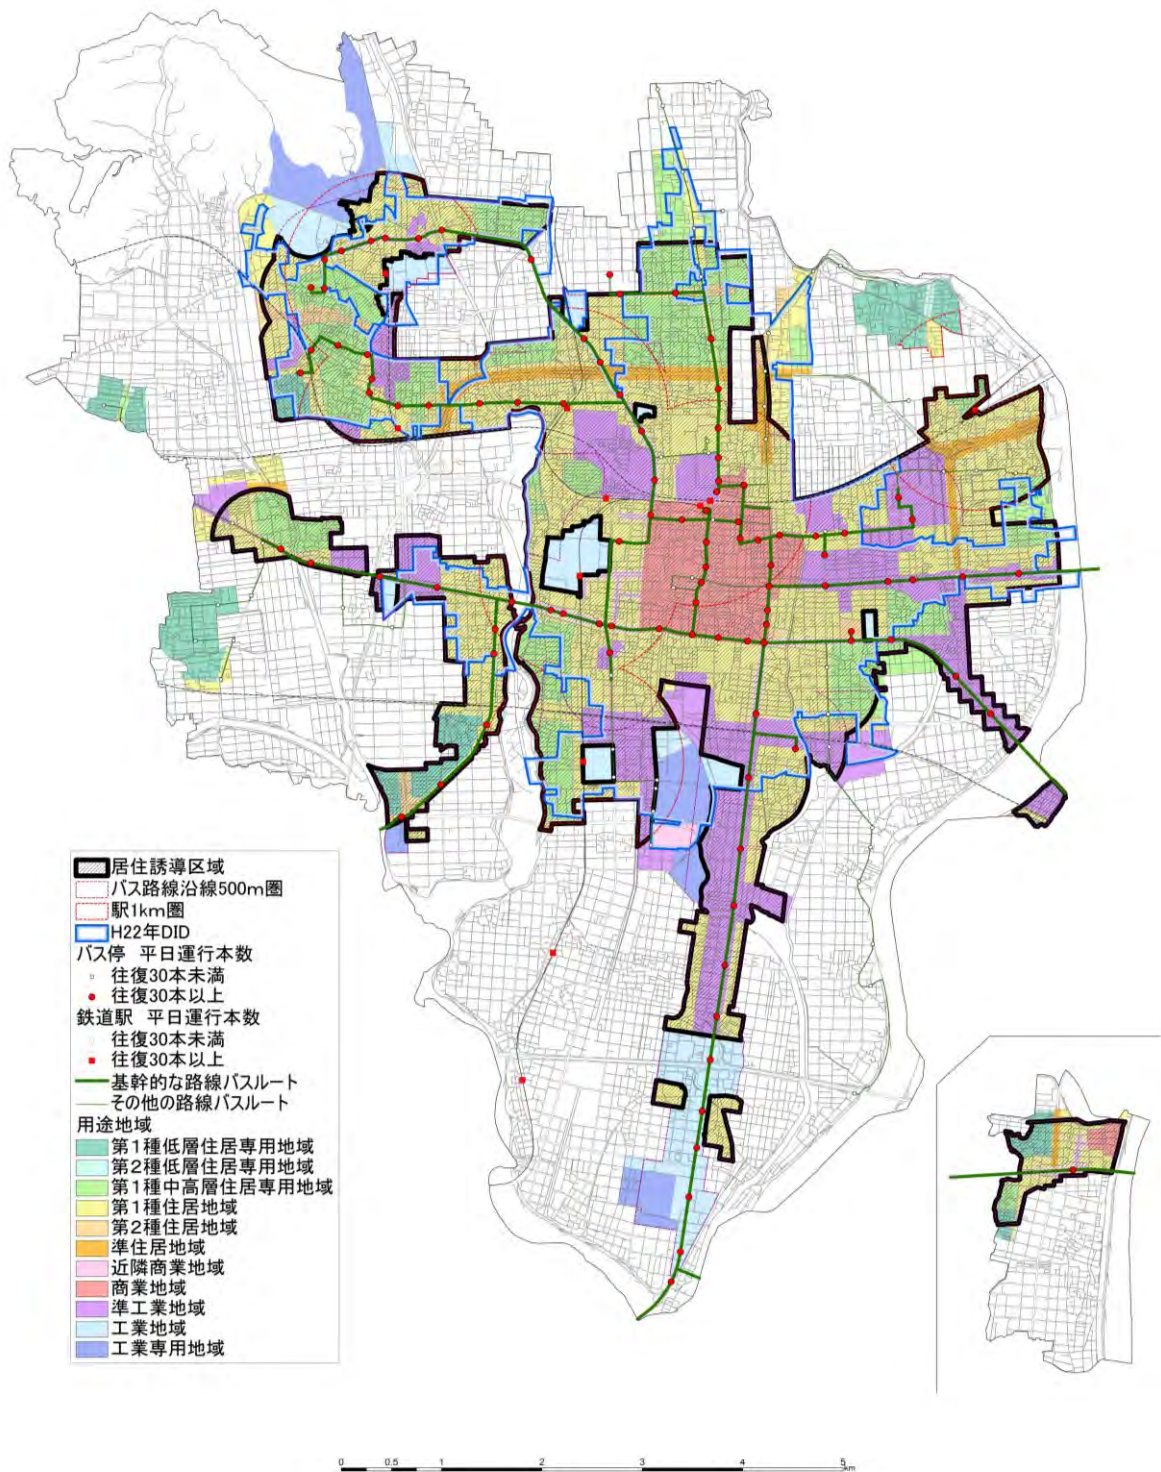 居住誘導区域
バス路線沿線500m圏
駅1km圏
H22年DID
バス停 平日運行本数
往復30本未満
往復30本以上
鉄道駅 平日運行本数
往復30本未満
往復30本以上
基幹的な路線バスルート
その他の路線バスルート
用途地域
第1種低層住居専用地域
第2種低層住居専用地域
第1種中高層住居専用地域
第1種住居地域
第2種住居地域
準住居地域
近隣商業地域
商業地域
準工業地域
工業地域
工業専用地域
0 0.5 1 2 3 4 5
km